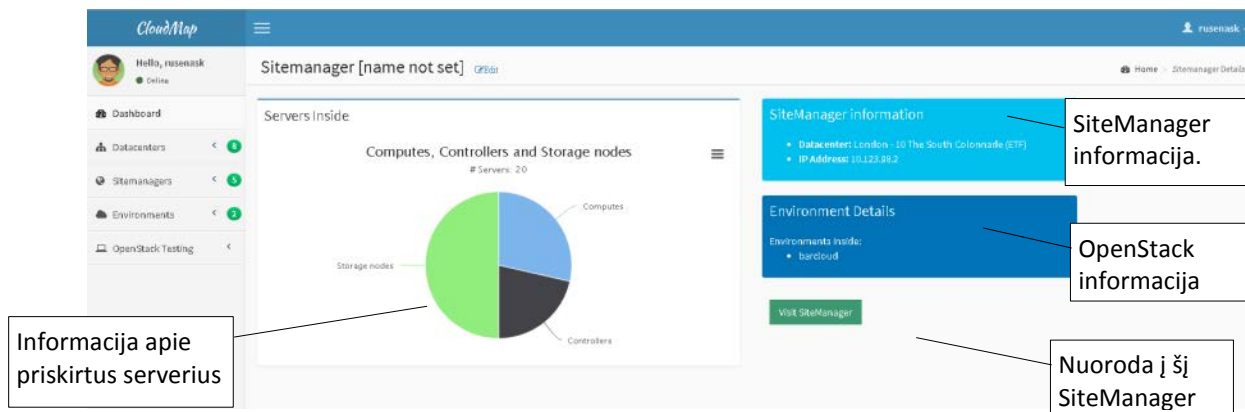 CloudMap
rusenask
Hello, rusenask
Online
Sitemanager [name not set] Edit
Home > Sitemanager Details
Dashboard
Datacenters 8
Sitemanagers 5
Environments 2
OpenStack Testing
Servers Inside
Computes, Controllers and Storage nodes
# Servers: 20
Computes
Storage nodes
Controllers
SiteManager information
Datacenter: London - 10 The South Colonnade (ETF)
IP Address: 10.123.98.2
Environment Details
Environments Inside:
barcloud
Visit SiteManager
SiteManager
informacija.
OpenStack
informacija
Nuoroda į šį
SiteManager
Informacija apie
priskirtus serverius